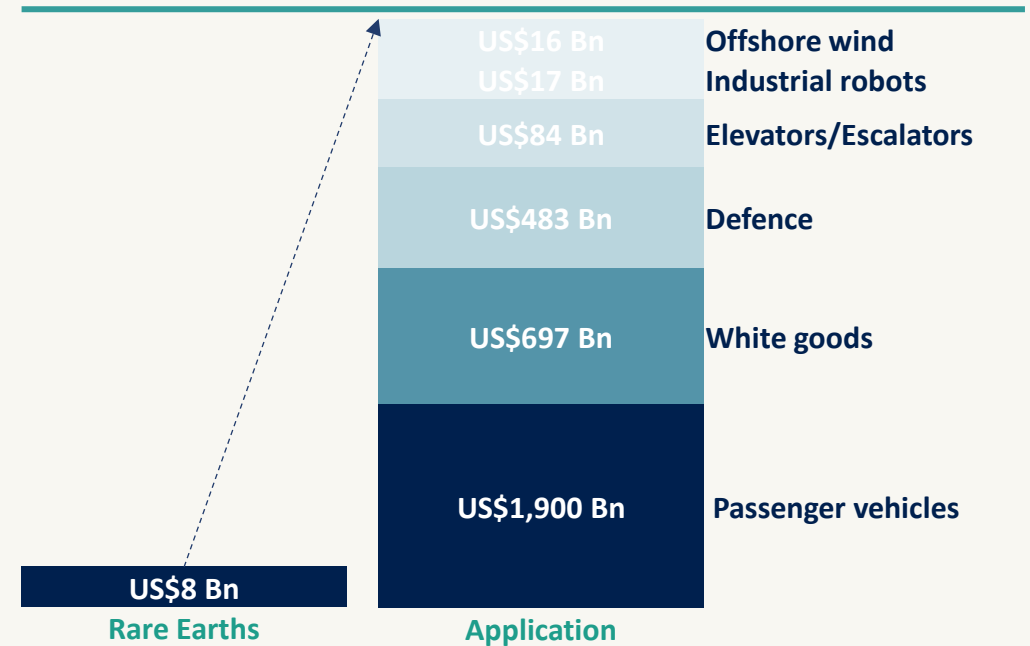 US$16 Bn Offshore wind
US$17 Bn Industrial robots
US$84 Bn Elevators/Escalators
US$483 Bn Defence
US$697 Bn White goods
US$1,900 Bn Passenger vehicles
US$8 Bn
Rare Earths Application